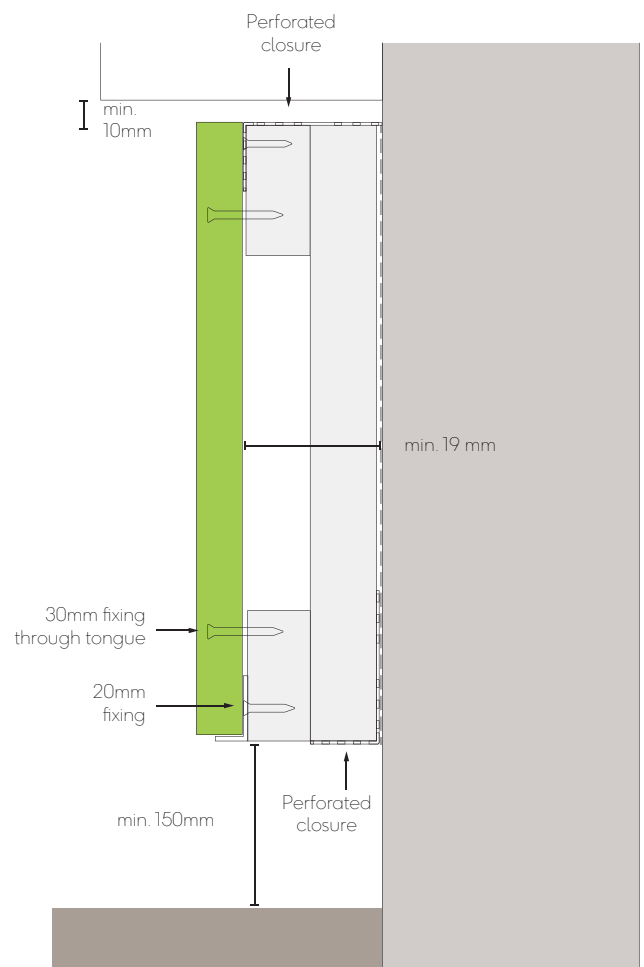 Perforated
closure
min.
10mm
min. 19 mm
30mm fixing
through tongue
20mm
fixing
Perforated
closure
min. 150mm